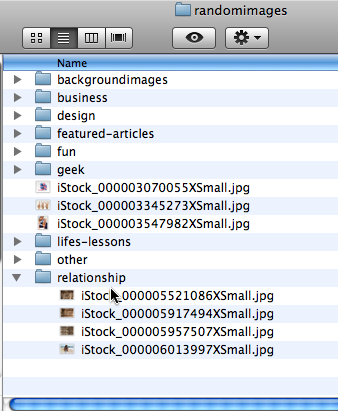 randomimages
Name
backgroundimages
business
design
featured-articles
fun
geek
iStock_000003070055XSmall.jpg
iStock_000003345273XSmall.jpg
iStock_000003547982XSmall.jpg
lifes-lessons
other
relationship
iStock_000005521086XSmall.jpg
iStock_000005917494XSmall.jpg
iStock_000005957507XSmall.jpg
iStock_000006013997XSmall.jpg